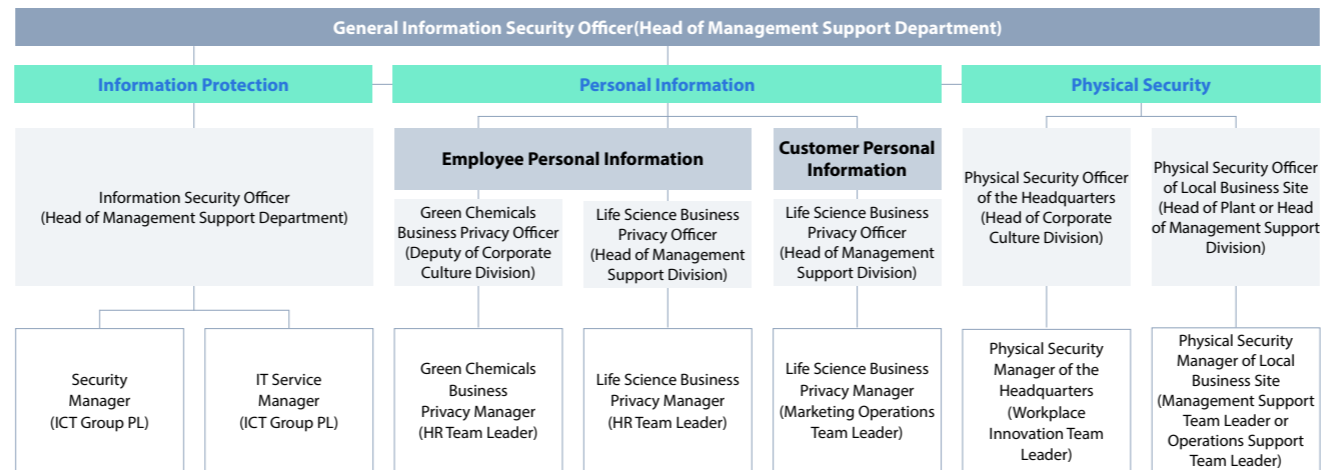 General Information Security Officer(Head of Management Support Department)
Information Protection
Personal Information
Physical Security
Information Security Officer
(Head of Management Support Department)
Employee Personal Information
Customer Personal
Information
Green Chemicals
Business Privacy Officer
(Deputy of Corporate
Culture Division)
Life Science Business
Privacy Officer
(Head of Management
Support Division)
Life Science Business
Privacy Officer
(Head of Management
Support Division)
Physical Security Officer
of the Headquarters
(Head of Corporate
Culture Division)
Physical Security Officer
of Local Business Site
(Head of Plant or Head
of Management Support
Division)
Security
Manager
(ICT Group PL)
IT Service
Manager
(ICT Group PL)
Green Chemicals
Business
Privacy Manager
(HR Team Leader)
Life Science Business
Privacy Manager
(HR Team Leader)
Life Science Business
Privacy Manager
(Marketing Operations
Team Leader)
Physical Security
Manager of the
Headquarters
(Workplace
Innovation Team
Leader)
Physical Security
Manager of Local
Business Site
(Management Support
Team Leader or
Operations Support
Team Leader)